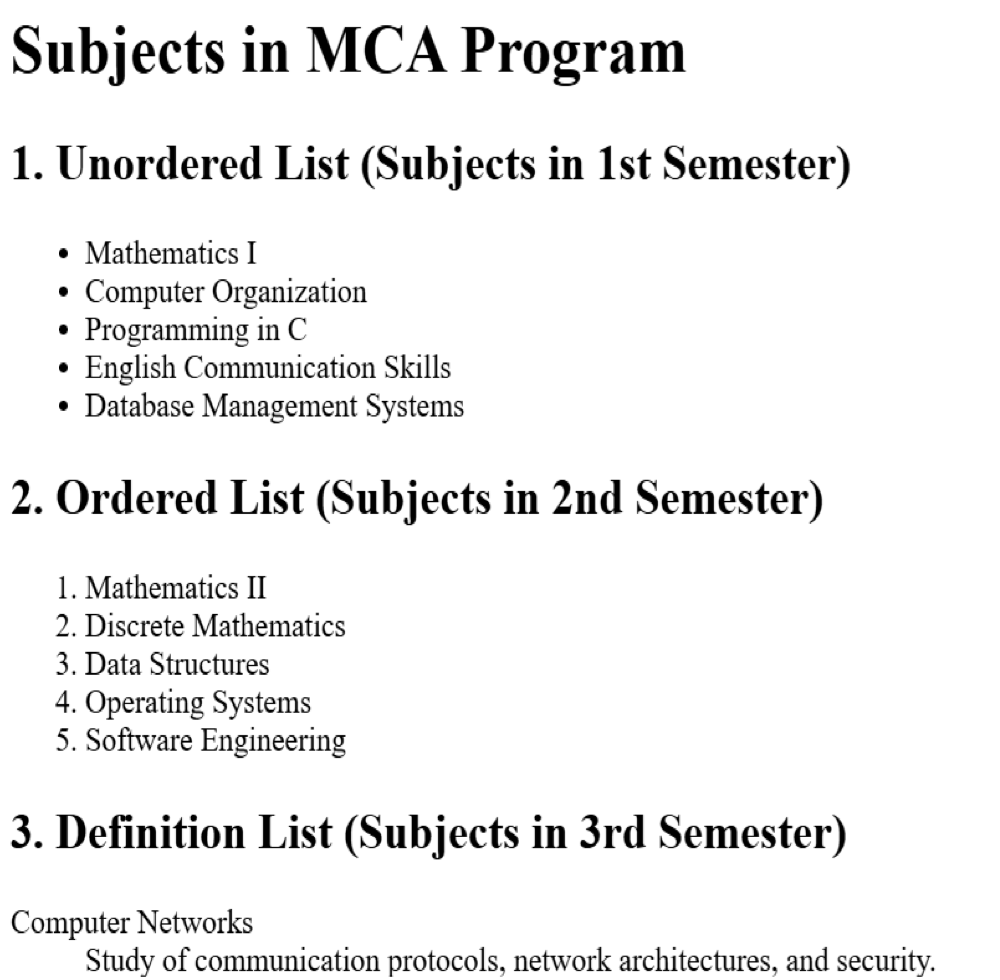 Subjects in MCA Program
1. Unordered List (Subjects in 1st Semester)
• Mathematics I
• Computer Organization
• Programming in C
• English Communication Skills
• Database Management Systems
2. Ordered List (Subjects in 2nd Semester)
1. Mathematics II
2. Discrete Mathematics
3. Data Structures
4. Operating Systems
5. Software Engineering
3. Definition List (Subjects in 3rd Semester)
Computer Networks
Study of communication protocols, network architectures, and security.